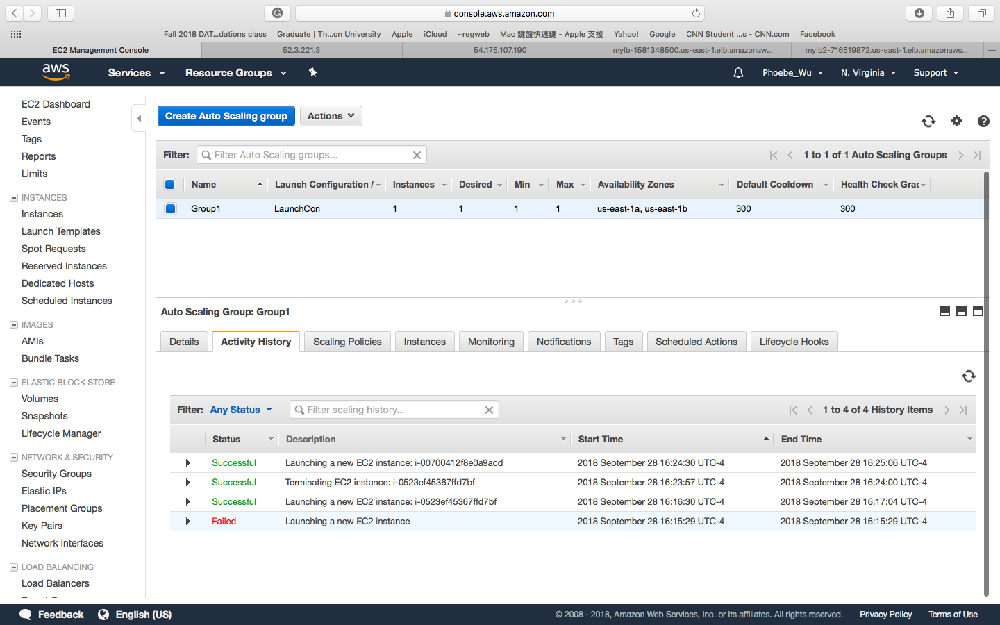 console.aws.amazon.com
Fall 2018 DAT...dations class Graduate | Th...on University Apple iCloud ~regweb Mac 鍵盤快速鍵 - Apple 支援 Yahoo! Google CNN Student ...s - CNN.com Facebook
EC2 Management Console 52.3.221.3 54.175.107.190 mylb-1581348500.us-east-1.elb.amazonaw... mylb2-716519872.us-east-1.elb.amazonaws...
aws Services Resource Groups Phoebe_Wu N. Virginia Support
EC2 Dashboard
Events
Tags
Reports
Limits
INSTANCES
Instances
Launch Templates
Spot Requests
Reserved Instances
Dedicated Hosts
Scheduled Instances
IMAGES
AMIs
Bundle Tasks
ELASTIC BLOCK STORE
Volumes
Snapshots
Lifecycle Manager
NETWORK & SECURITY
Security Groups
Elastic IPs
Placement Groups
Key Pairs
Network Interfaces
LOAD BALANCING
Load Balancers
Create Auto Scaling group Actions
Filter: Filter Auto Scaling groups... 1 to 1 of 1 Auto Scaling Groups
Name Launch Configuration / Instances Desired Min Max Availability Zones Default Cooldown Health Check Grac
Group1 LaunchCon 1 1 1 1 us-east-1a, us-east-1b 300 300
Auto Scaling Group: Group1
Details Activity History Scaling Policies Instances Monitoring Notifications Tags Scheduled Actions Lifecycle Hooks
Filter: Any Status Filter scaling history... 1 to 4 of 4 History Items
Status Description Start Time End Time
Successful Launching a new EC2 instance: i-00700412f8e0a9acd 2018 September 28 16:24:30 UTC-4 2018 September 28 16:25:06 UTC-4
Successful Terminating EC2 instance: i-0523ef45367ffd7bf 2018 September 28 16:23:57 UTC-4 2018 September 28 16:24:00 UTC-4
Successful Launching a new EC2 instance: i-0523ef45367ffd7bf 2018 September 28 16:16:30 UTC-4 2018 September 28 16:17:04 UTC-4
Failed Launching a new EC2 instance 2018 September 28 16:15:29 UTC-4 2018 September 28 16:15:29 UTC-4
Feedback English (US) © 2008 - 2018, Amazon Web Services, Inc. or its affiliates. All rights reserved. Privacy Policy Terms of Use